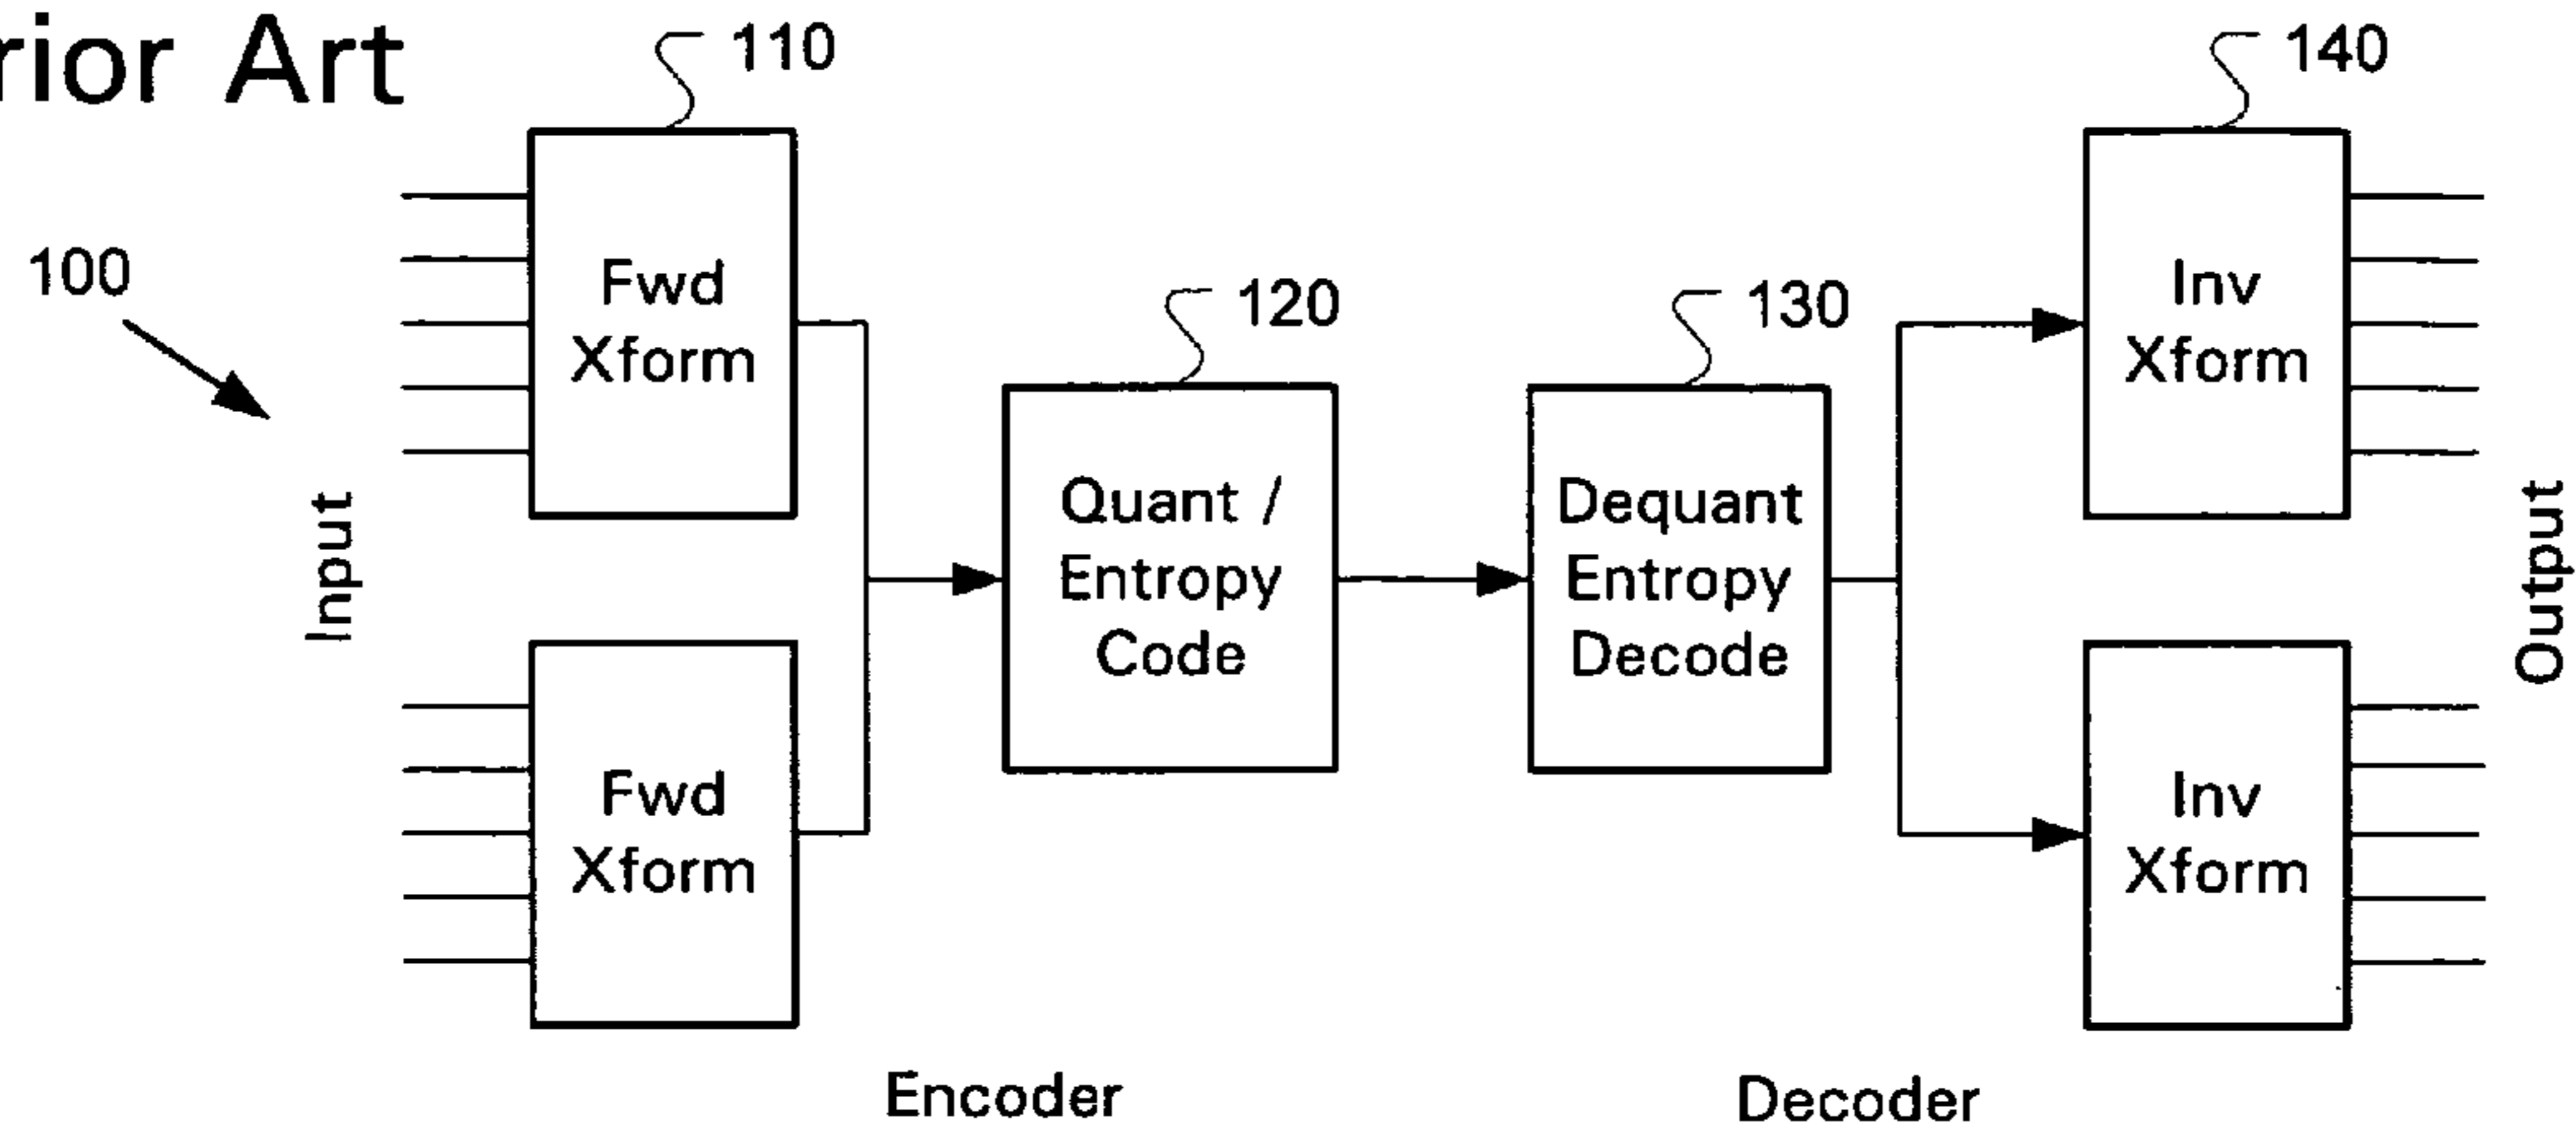 rior Art
110
140
100
Fwd
Xform
120
130
Inv
Xform
Input
Quant /
Entropy
Code
Dequant
Entropy
Decode
Output
Fwd
Xform
Inv
Xform
Encoder
Decoder